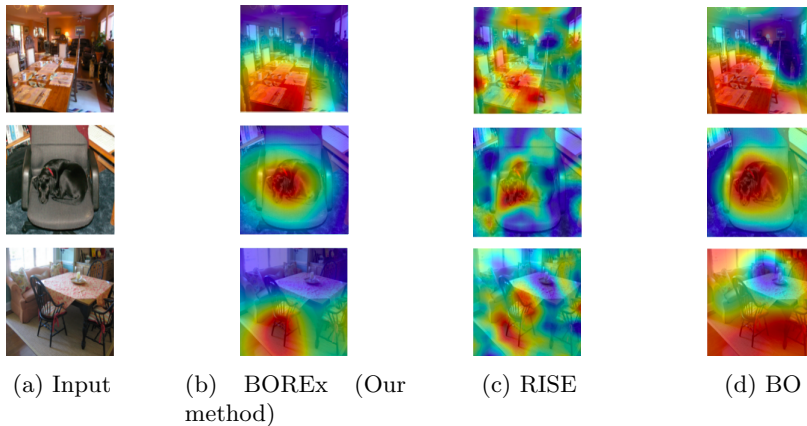 (a) Input
(b) BOREx (Our
method)
(c) RISE
(d) BO